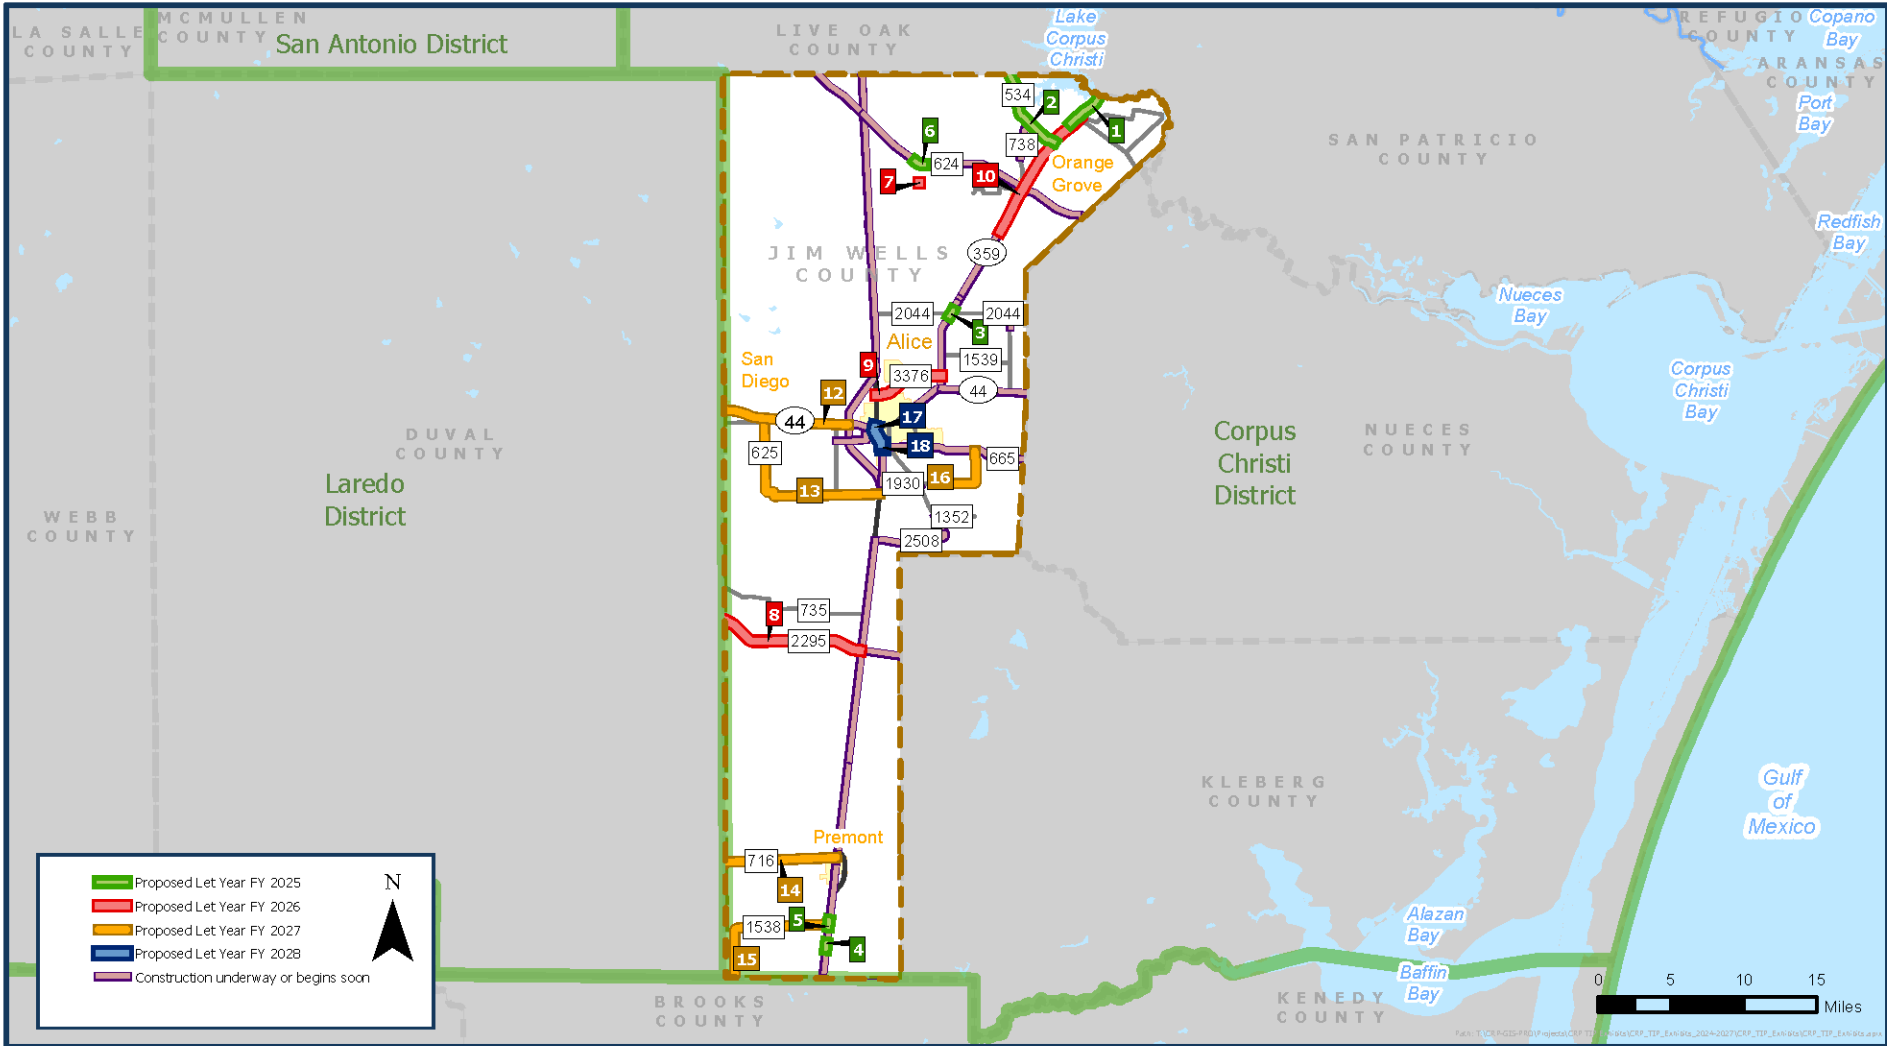 LA SALLE
COUNTY
MCMULLEN
COUNTY
San Antonio District
LIVE OAK
COUNTY
Lake
Corpus
Christi
REFUGIO
COUNTY
Copano
Bay
ARANSAS
COUNTY
Port
Bay
SAN PATRICIO
COUNTY
534
2
1
6
738
624
Orange
Grove
7
10
Redfish
Bay
JIM WELLS
COUNTY
359
Nueces
Bay
2044
2044
3
Alice
1539
San
Diego
9
3376
44
12
Corpus
Christi
Bay
44
17
DUVAL
COUNTY
625
18
665
Corpus
Christi
District
NUECES
COUNTY
Laredo
District
13
1930
16
WEBB
COUNTY
1352
2508
8
735
2295
KLEBERG
COUNTY
Gulf
of
Mexico
Premont
716
14
5
1538
4
15
Alazan
Bay
Baffin
Bay
BROOKS
COUNTY
KENEDY
COUNTY
Proposed Let Year FY 2025
Proposed Let Year FY 2026
Proposed Let Year FY 2027
Proposed Let Year FY 2028
Construction underway or begins soon
N
0 5 10 15
Miles